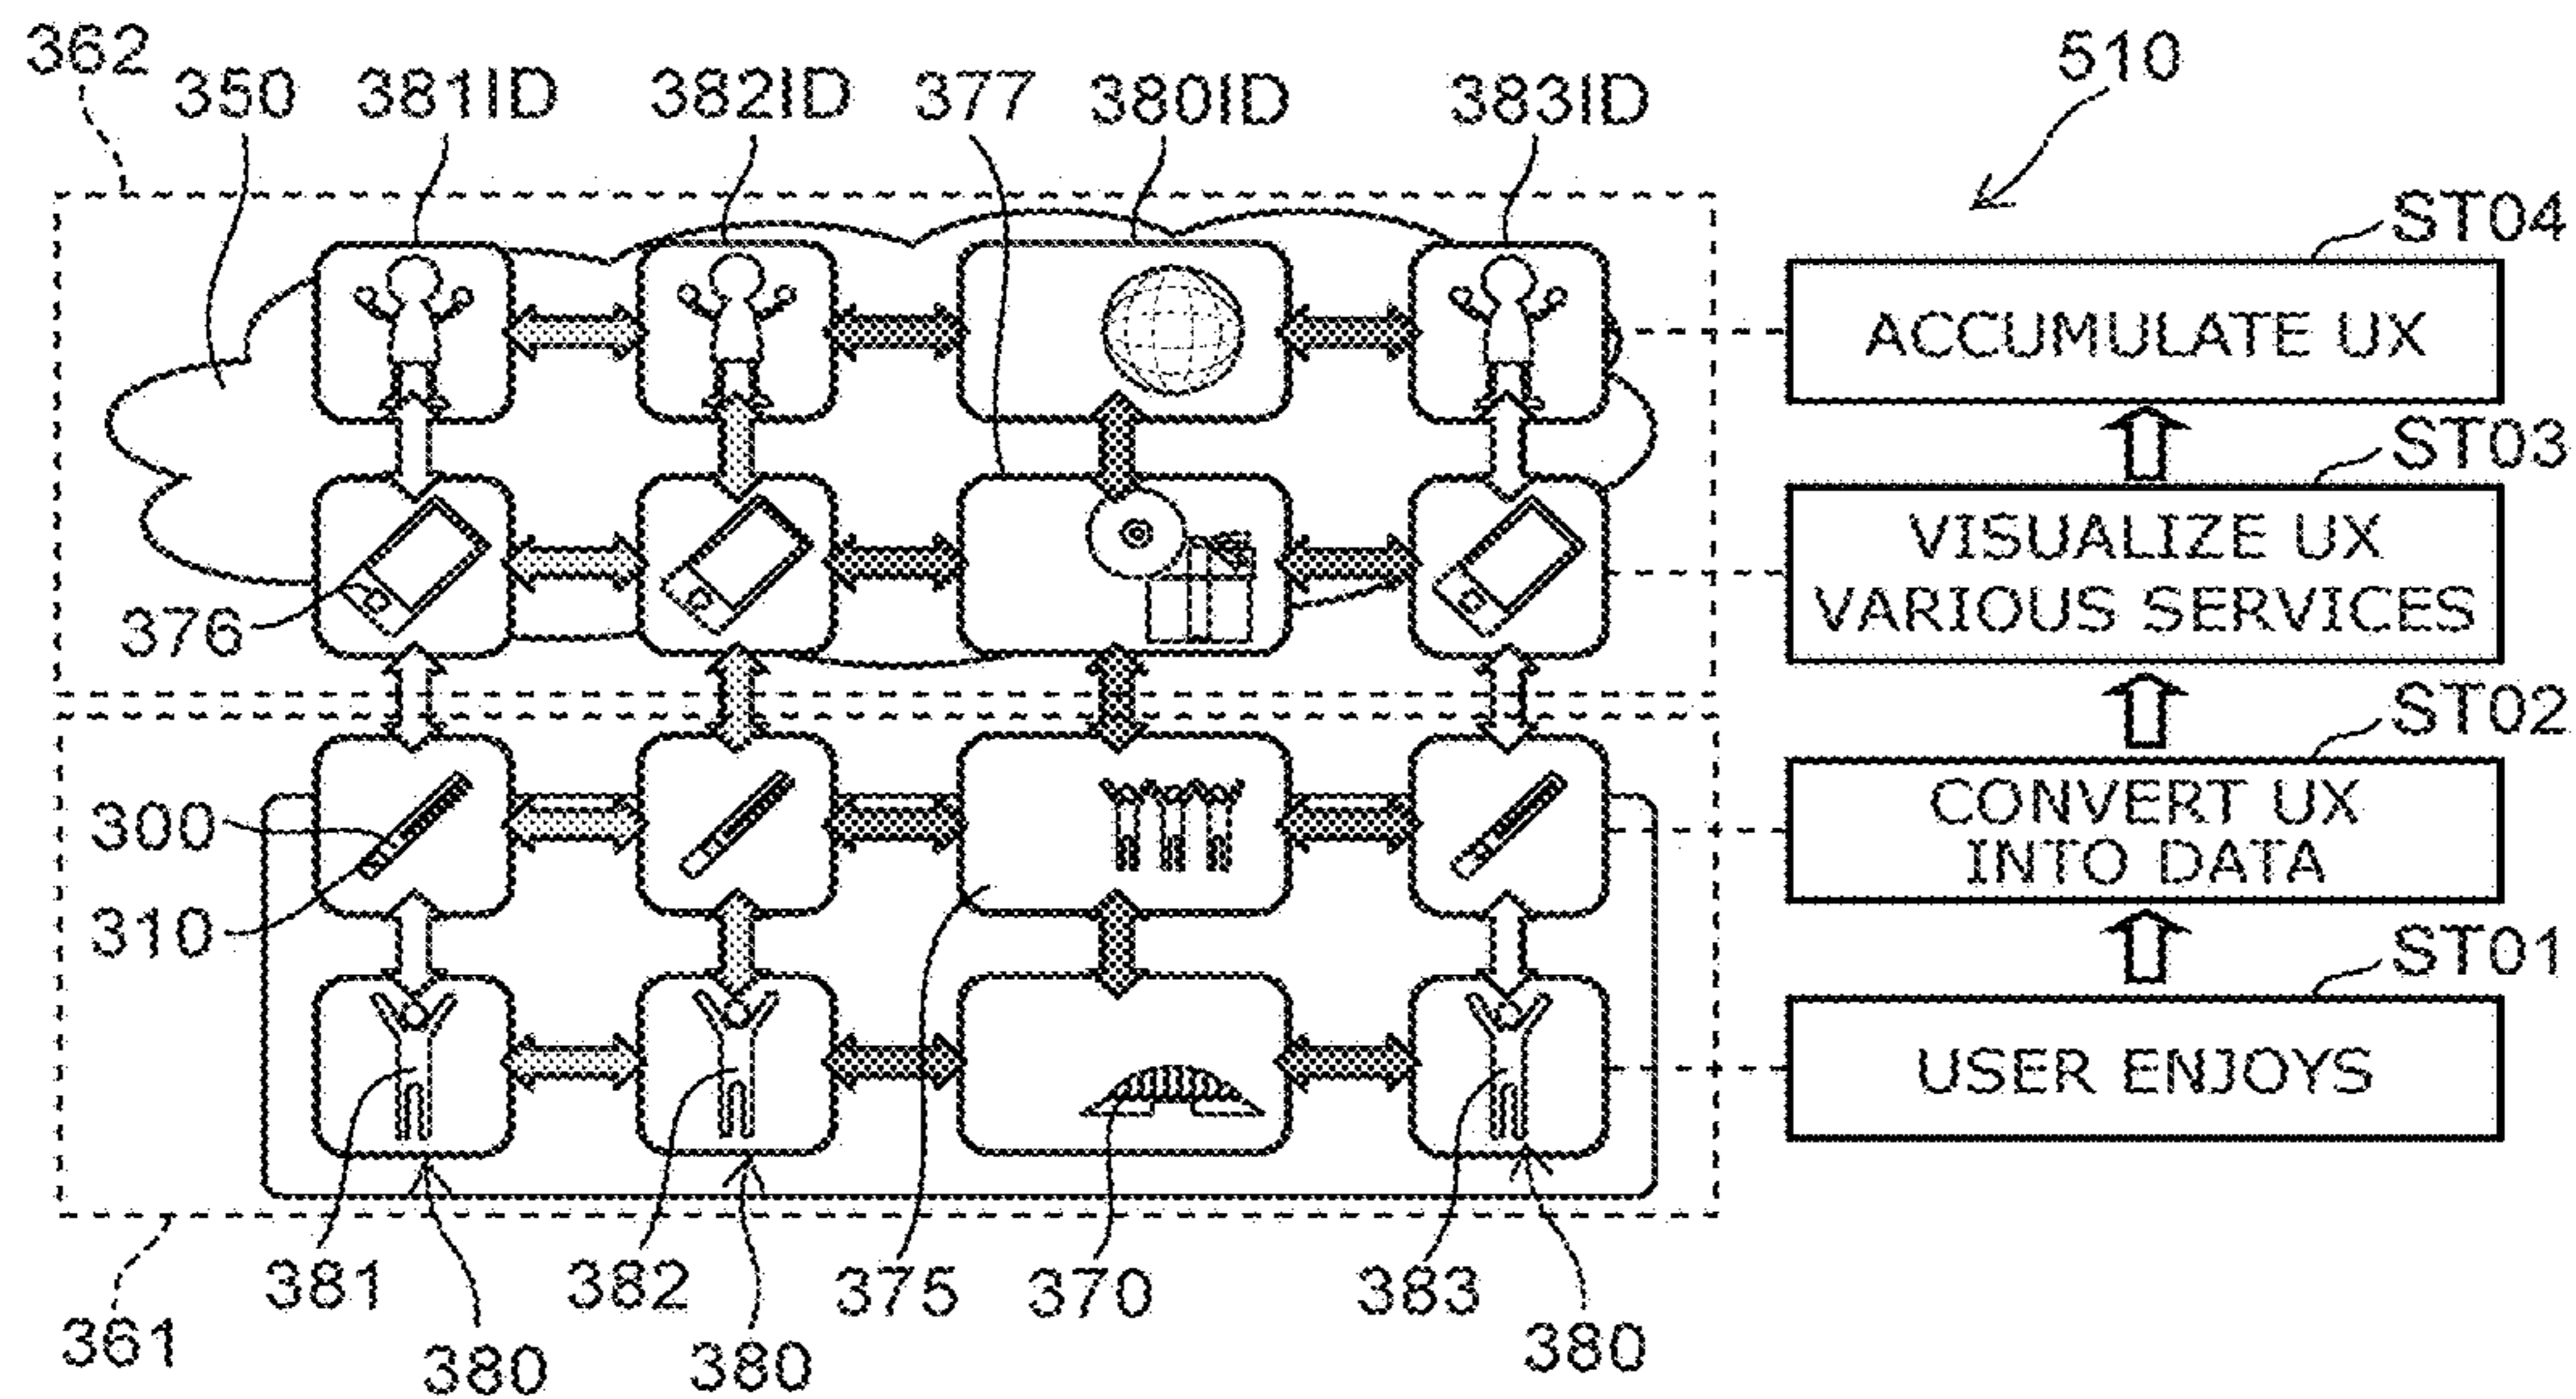 362 350 381ID 382ID 377 380ID 383ID 510
ST04
ACCUMULATE UX
ST03
VISUALIZE UX
VARIOUS SERVICES
376
ST02
CONVERT UX
INTO DATA
300
310
ST01
USER ENJOYS
381 382 375 370 383
361 380 380 380